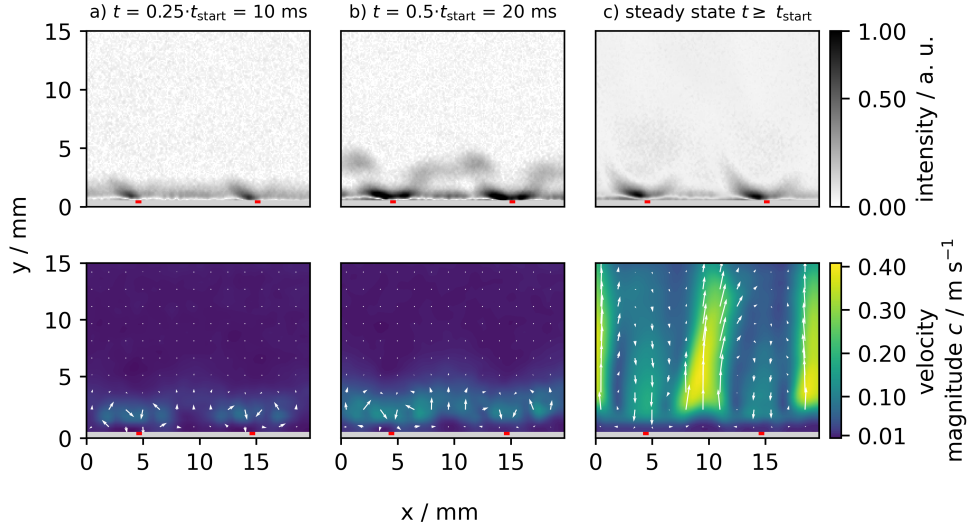 a) t = 0.25·t_start = 10 ms
b) t = 0.5·t_start = 20 ms
c) steady state t ≥ t_start
15
10
5
0
1.00
0.50
0.00
intensity / a. u.
y / mm
15
10
5
0
0 5 10 15
0 5 10 15
0 5 10 15
0.40
0.30
0.20
0.10
0.01
velocity
magnitude c / m s⁻¹
x / mm